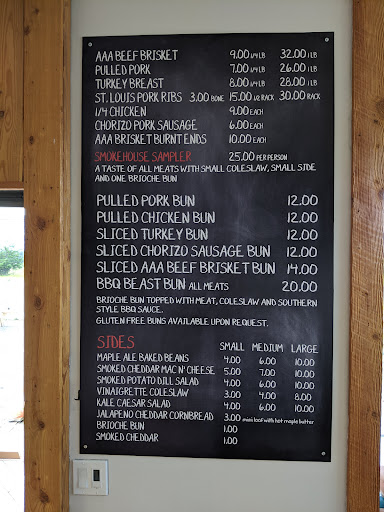 AAA BEEF BRISKET 9.00 1/4 LB 32.00 1 LB
PULLED PORK 7.00 1/4 LB 26.00 1 LB
TURKEY BREAST 8.00 1/4 LB 28.00 1 LB
ST. LOUIS PORK RIBS 3.00 BONE 15.00 1/2 RACK 30.00 RACK
1/4 CHICKEN 9.00 EACH
CHORIZO PORK SAUSAGE 6.00 EACH
AAA BRISKET BURNT ENDS 10.00 EACH
SMOKEHOUSE SAMPLER 25.00 PER PERSON
A TASTE OF ALL MEATS WITH SMALL COLESLAW, SMALL SIDE
AND ONE BRIOCHE BUN
PULLED PORK BUN 12.00
PULLED CHICKEN BUN 12.00
SLICED TURKEY BUN 12.00
SLICED CHORIZO SAUSAGE BUN 12.00
SLICED AAA BEEF BRISKET BUN 14.00
BBQ BEAST BUN ALL MEATS 20.00
BRIOCHE BUN TOPPED WITH MEAT, COLESLAW AND SOUTHERN
STYLE BBQ SAUCE.
GLUTEN FREE BUNS AVAILABLE UPON REQUEST.
SIDES SMALL MEDIUM LARGE
MAPLE ALE BAKED BEANS 4.00 6.00 10.00
SMOKED CHEDDAR MAC N' CHEESE 5.00 7.00 10.00
SMOKED POTATO DILL SALAD 4.00 6.00 10.00
VINAIGRETTE COLESLAW 3.00 4.00 8.00
KALE CAESAR SALAD 4.00 6.00 10.00
JALAPENO CHEDDAR CORNBREAD 3.00 mini loaf with hot maple butter
BRIOCHE BUN 1.00
SMOKED CHEDDAR 1.00